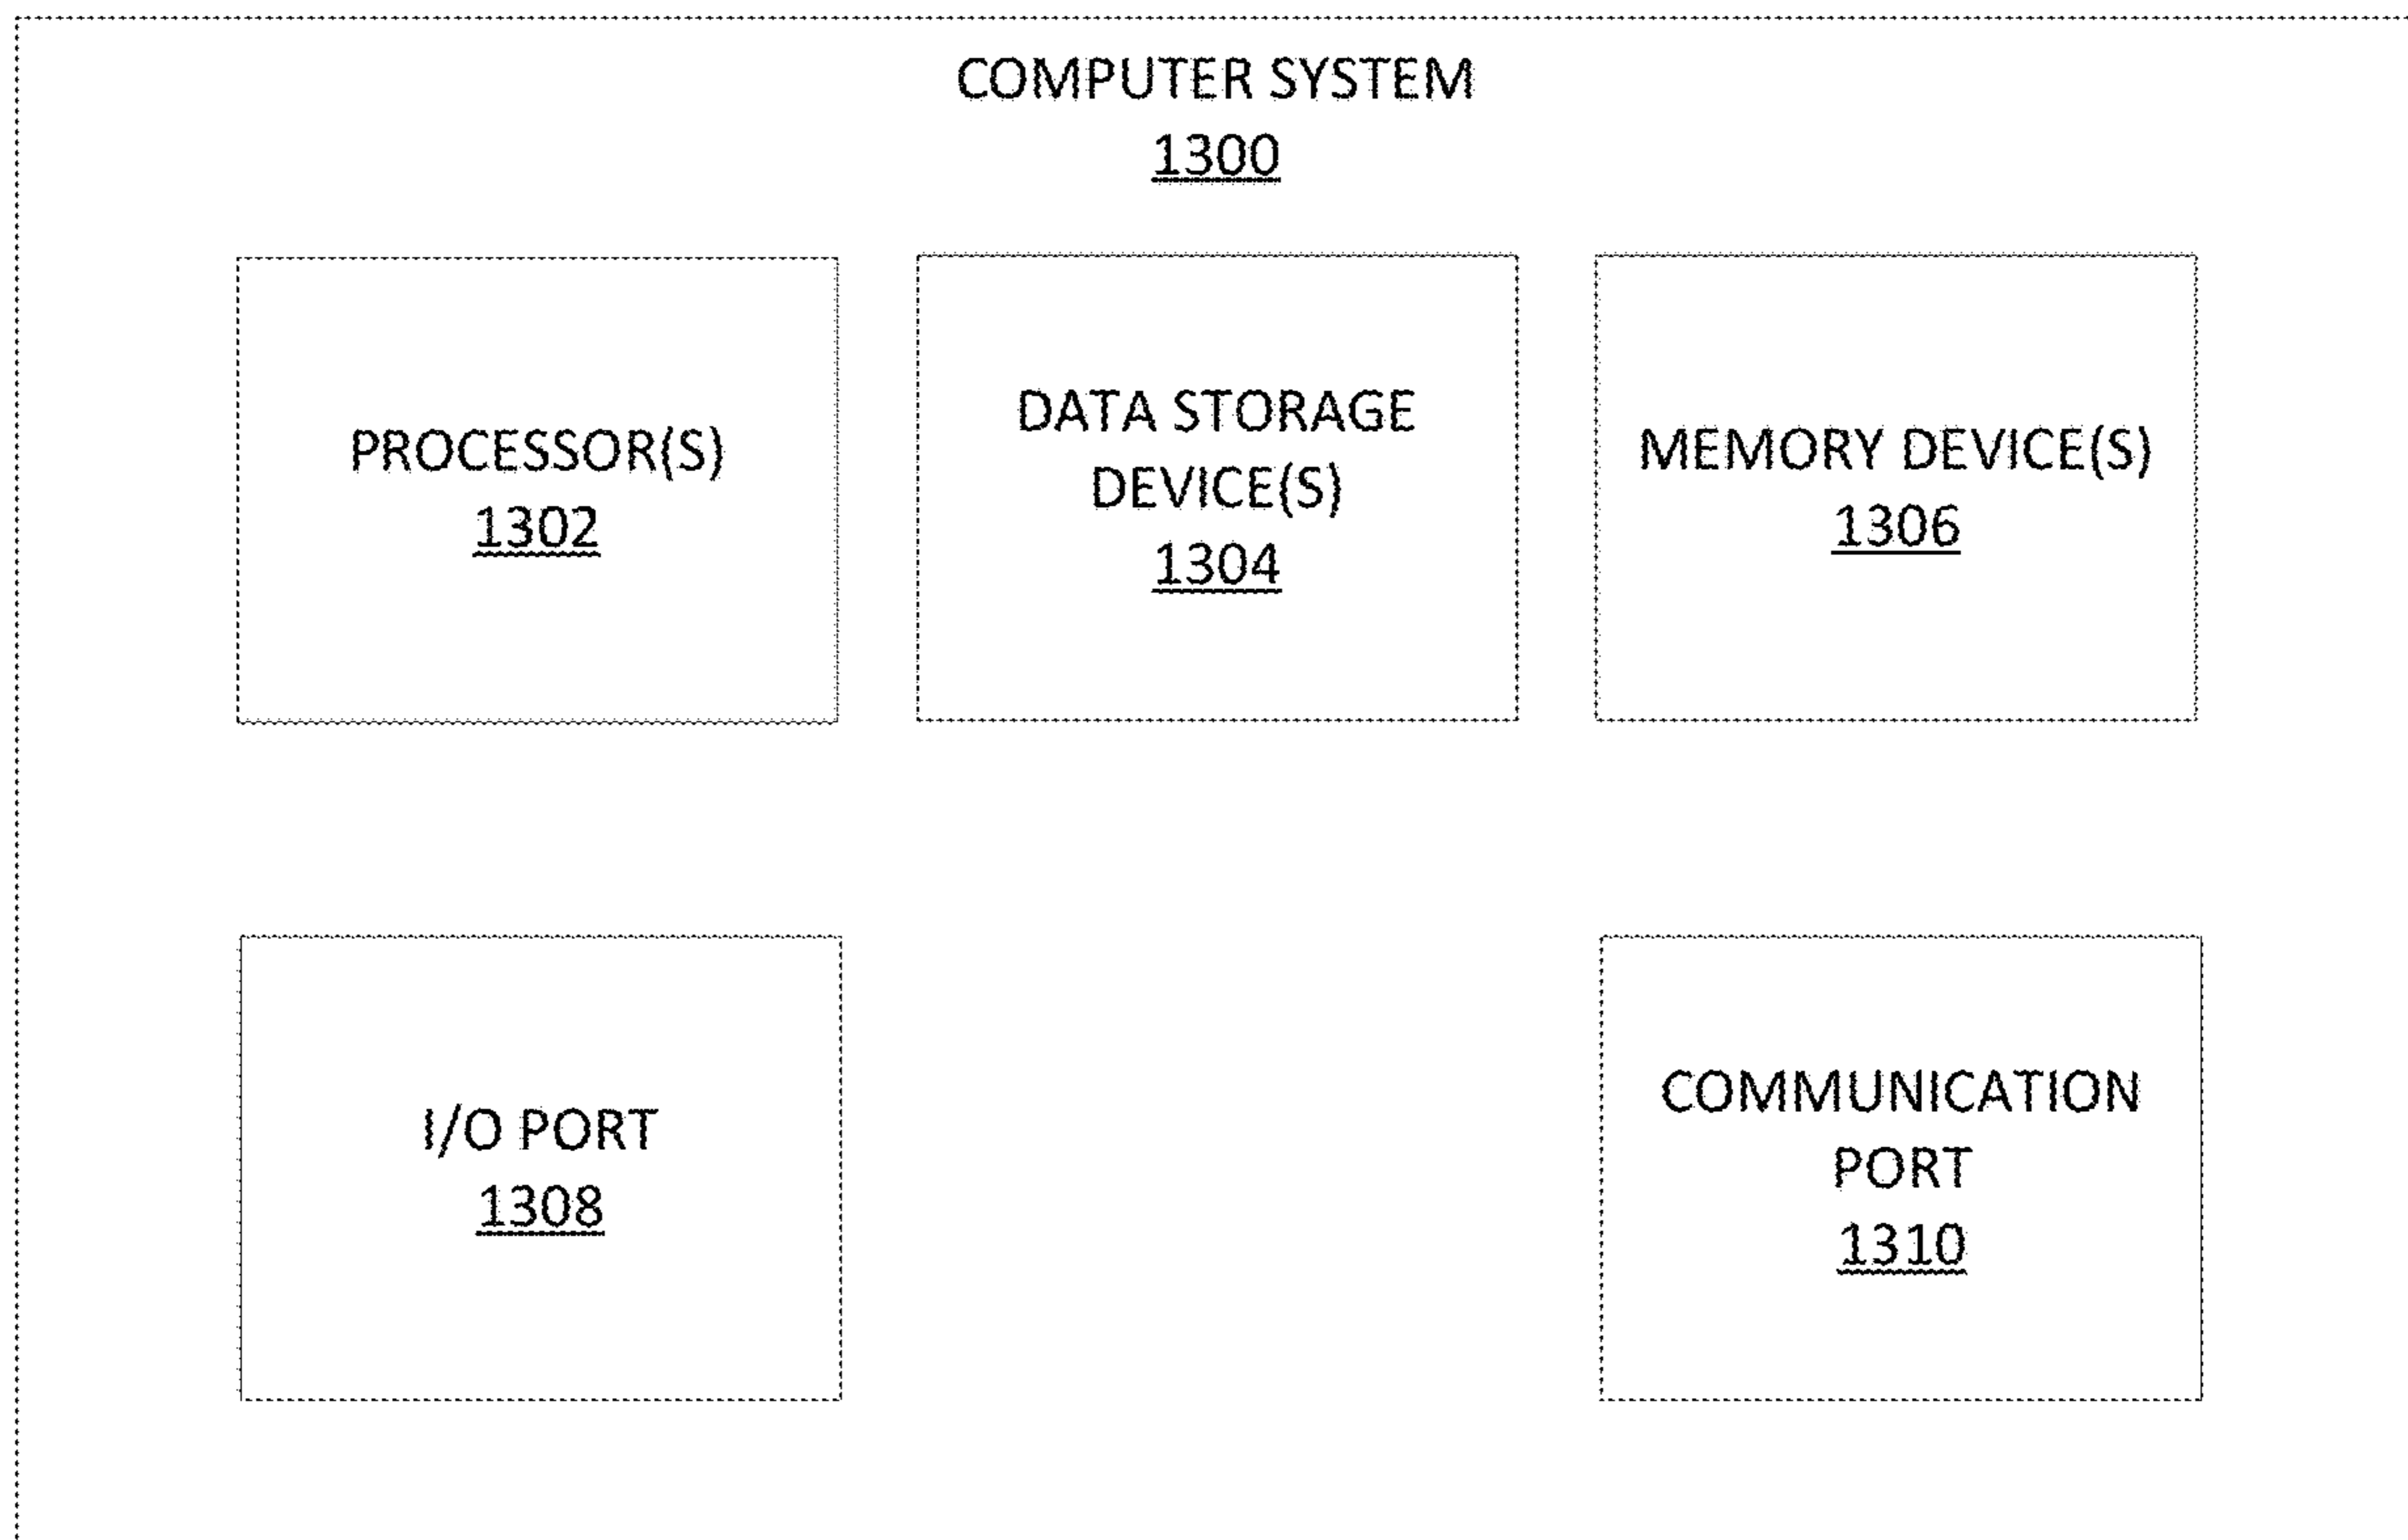 COMPUTER SYSTEM
1300
PROCESSOR(S)
1302
DATA STORAGE
DEVICE(S)
1304
MEMORY DEVICE(S)
1306
I/O PORT
1308
COMMUNICATION
PORT
1310